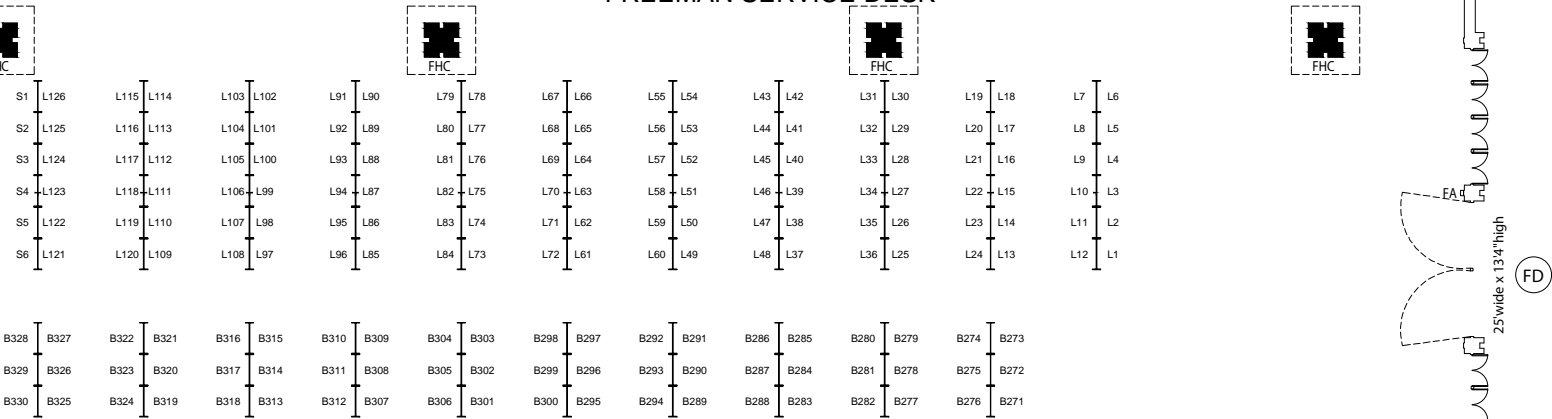 FREEMAN SERVICE DESK
FHC FHC FHC
S1 L126 L115 L114 L103 L102 L91 L90 L79 L78 L67 L66 L55 L54 L43 L42 L31 L30 L19 L18 L7 L6
S2 L125 L116 L113 L104 L101 L92 L89 L80 L77 L68 L65 L56 L53 L44 L41 L32 L29 L20 L17 L8 L5
S3 L124 L117 L112 L105 L100 L93 L88 L81 L76 L69 L64 L57 L52 L45 L40 L33 L28 L21 L16 L9 L4
S4 L123 L118 L111 L106 L99 L94 L87 L82 L75 L70 L63 L58 L51 L46 L39 L34 L27 L22 L15 L10 L3 FA
S5 L122 L119 L110 L107 L98 L95 L86 L83 L74 L71 L62 L59 L50 L47 L38 L35 L26 L23 L14 L11 L2
S6 L121 L120 L109 L108 L97 L96 L85 L84 L73 L72 L61 L60 L49 L48 L37 L36 L25 L24 L13 L12 L1
25'wide x 13'4"high
FD
B328 B327 B322 B321 B316 B315 B310 B309 B304 B303 B298 B297 B292 B291 B286 B285 B280 B279 B274 B273
B329 B326 B323 B320 B317 B314 B311 B308 B305 B302 B299 B296 B293 B290 B287 B284 B281 B278 B275 B272
B330 B325 B324 B319 B318 B313 B312 B307 B306 B301 B300 B295 B294 B289 B288 B283 B282 B277 B276 B271